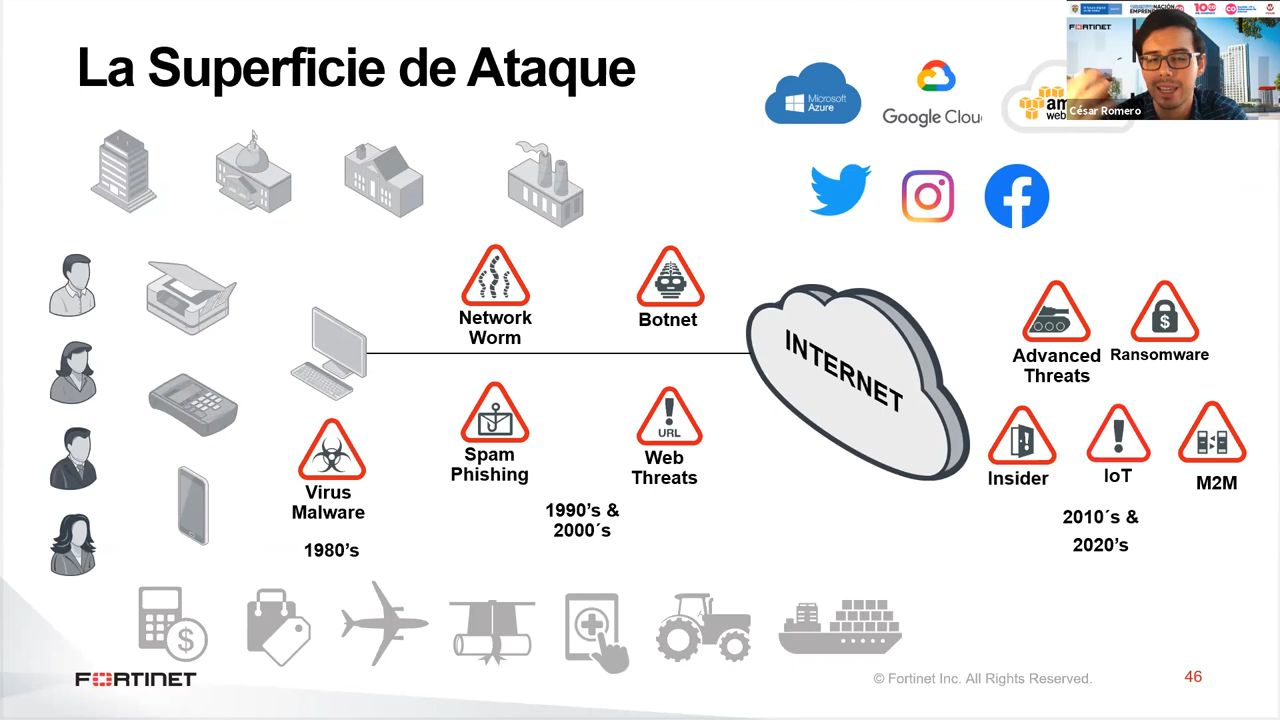 La Superficie de Ataque
Microsoft
Azure
Google Clou
am
web
FORTINET
César Romero
Network
Worm
Botnet
INTERNET
Advanced
Threats
Ransomware
Spam
Phishing
URL
Web
Threats
Virus
Malware
1980’s
1990’s &
2000´s
Insider
IoT
M2M
2010´s &
2020’s
FORTINET
© Fortinet Inc. All Rights Reserved.
46